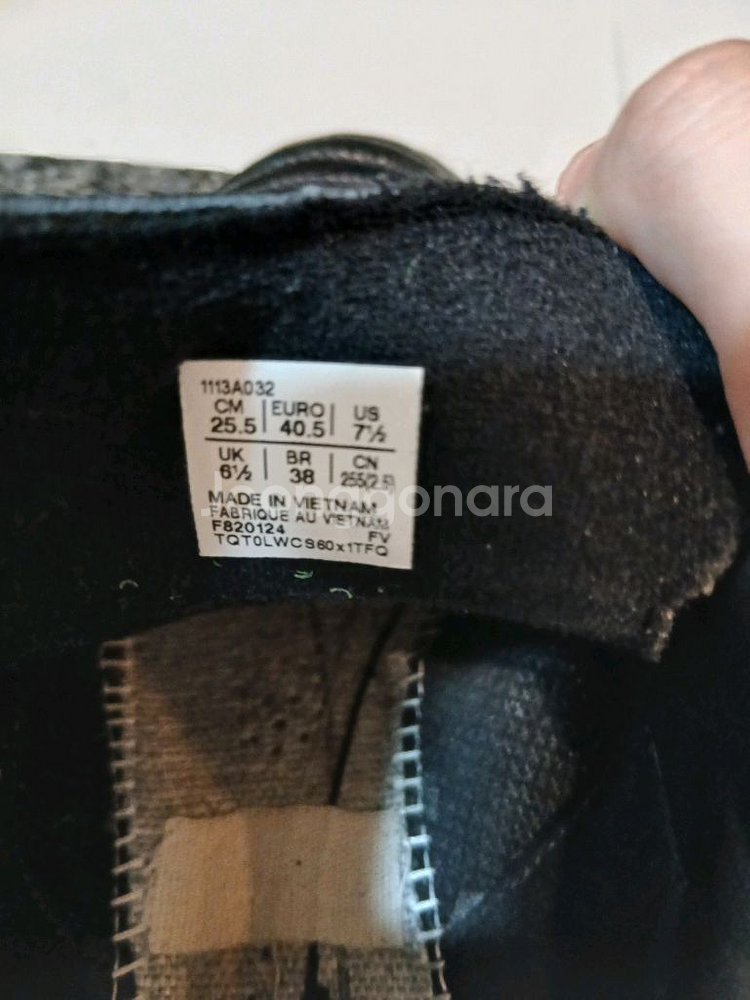 1113A032
CM | EURO | US
25.5 | 40.5 | 7½
UK | BR | CN
6½ | 38 | 255(2.5)
MADE IN VIETNAM
FABRIQUE AU VIETNAM
F820124 FV
TQT0LWCS60x1TFQ
Joonggonara